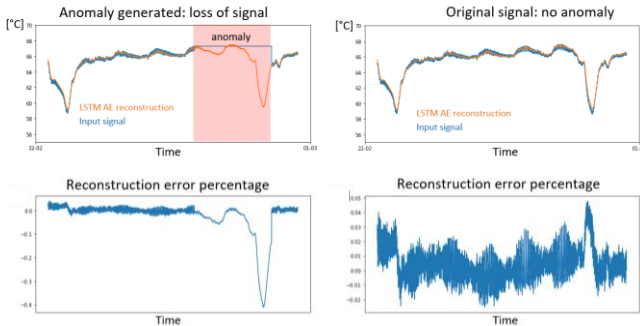 Anomaly generated: loss of signal
[°C]
70
68
66
64
62
60
58
56
anomaly
LSTM AE reconstruction
Input signal
22-02
01-03
Time
Original signal: no anomaly
[°C]
70
68
66
64
62
60
58
56
LSTM AE reconstruction
Input signal
22-02
01-
Time
Reconstruction error percentage
0.0
−0.1
−0.2
−0.3
−0.4
Time
Reconstruction error percentage
0.05
0.04
0.03
0.02
0.01
0.00
−0.01
−0.02
Time